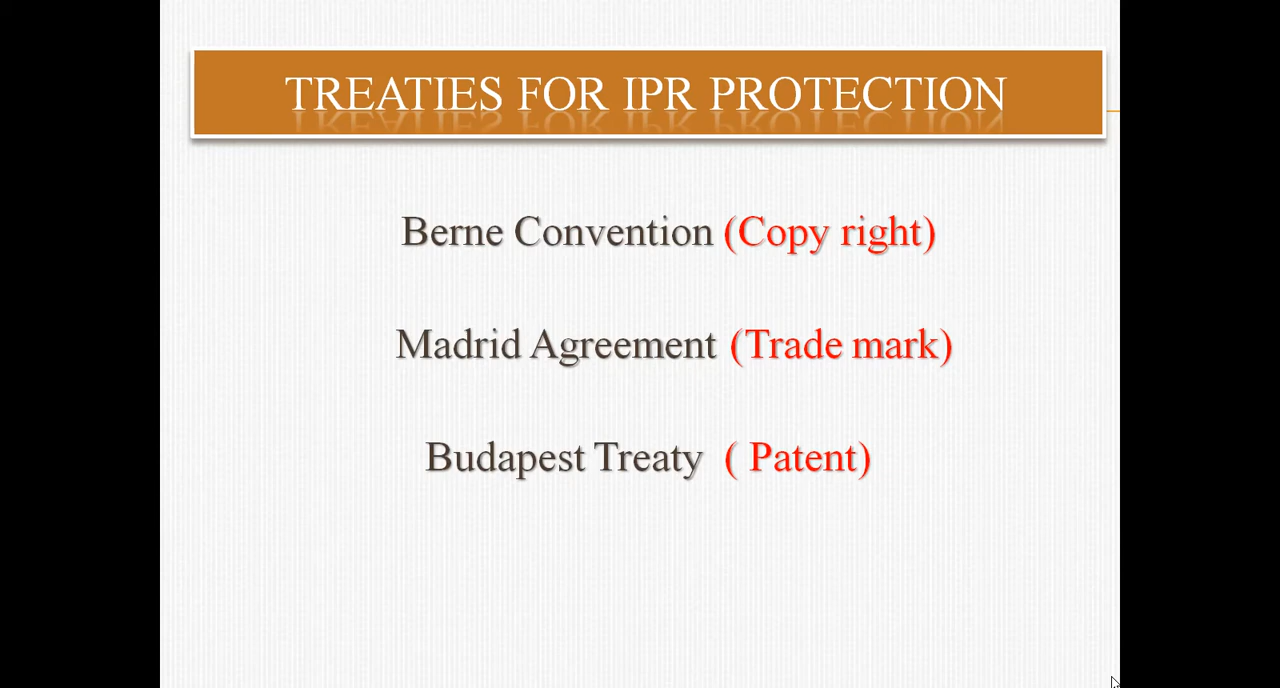 TREATIES FOR IPR PROTECTION
Berne Convention (Copy right)
Madrid Agreement (Trade mark)
Budapest Treaty ( Patent)